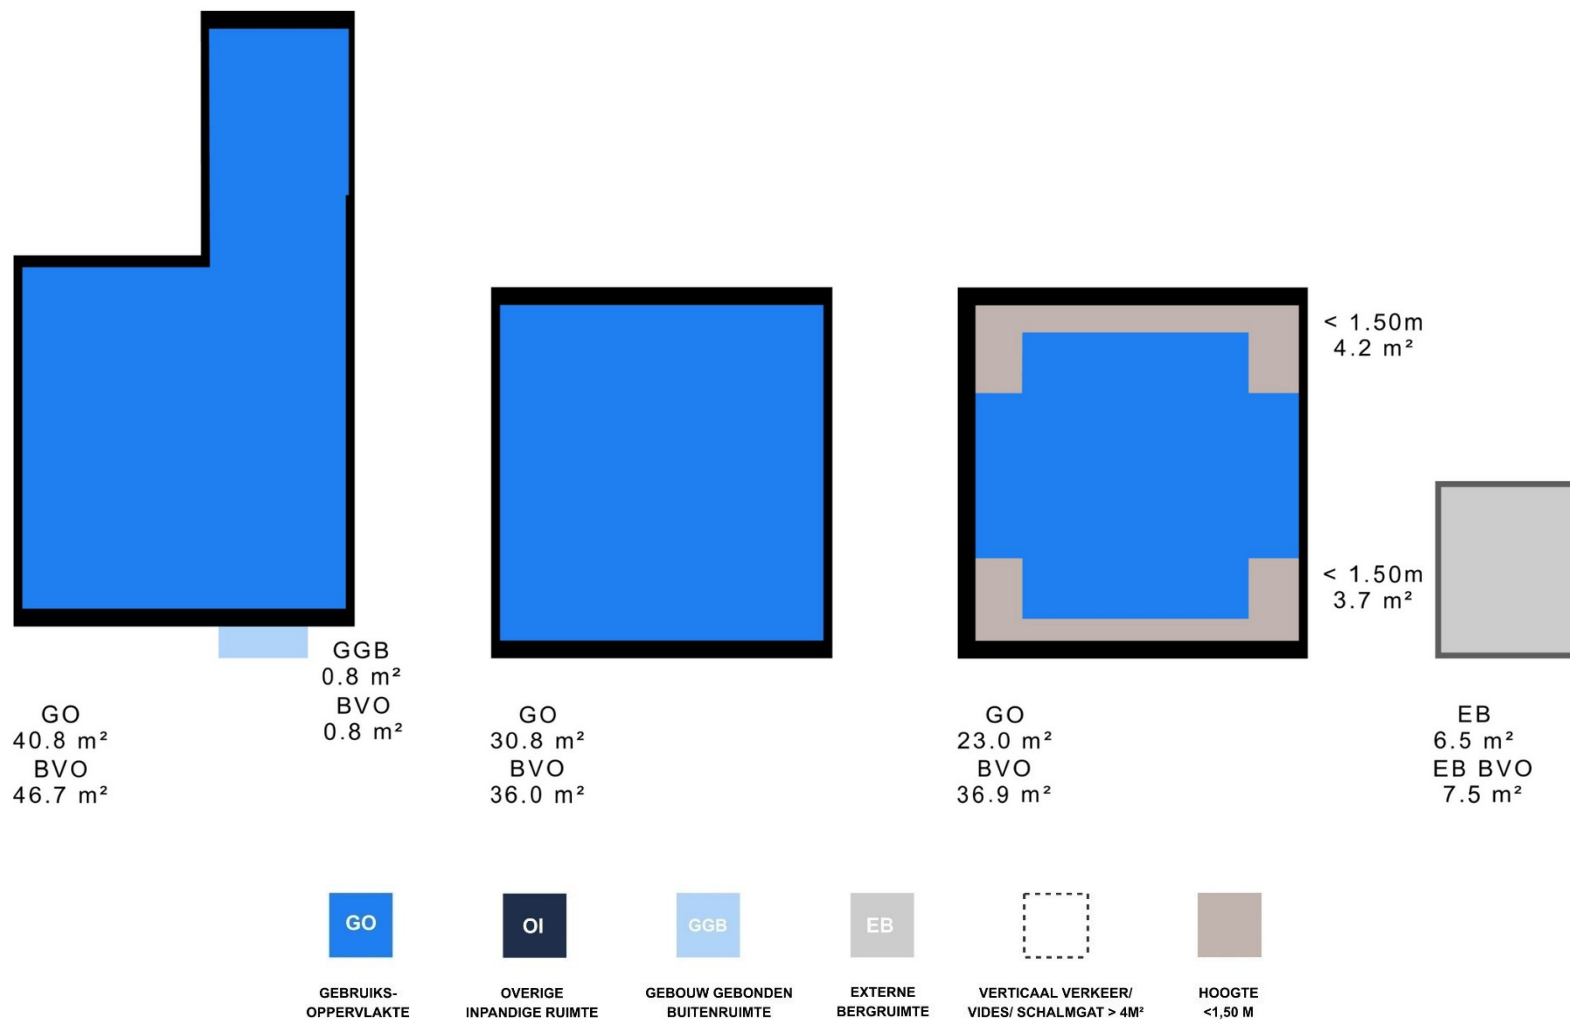 < 1.50m
4.2 m²
< 1.50m
3.7 m²
GGB
0.8 m²
BVO
0.8 m²
GO
40.8 m²
BVO
46.7 m²
GO
30.8 m²
BVO
36.0 m²
GO
23.0 m²
BVO
36.9 m²
EB
6.5 m²
EB BVO
7.5 m²
GO
OI
GGB
EB
GEBRUIKS-
OPPERVLAKTE
OVERIGE
INPANDIGE RUIMTE
GEBOUW GEBONDEN
BUITENRUIMTE
EXTERNE
BERGRUIMTE
VERTICAAL VERKEER/
VIDES/ SCHALMGAT > 4M²
HOOGTE
<1,50 M